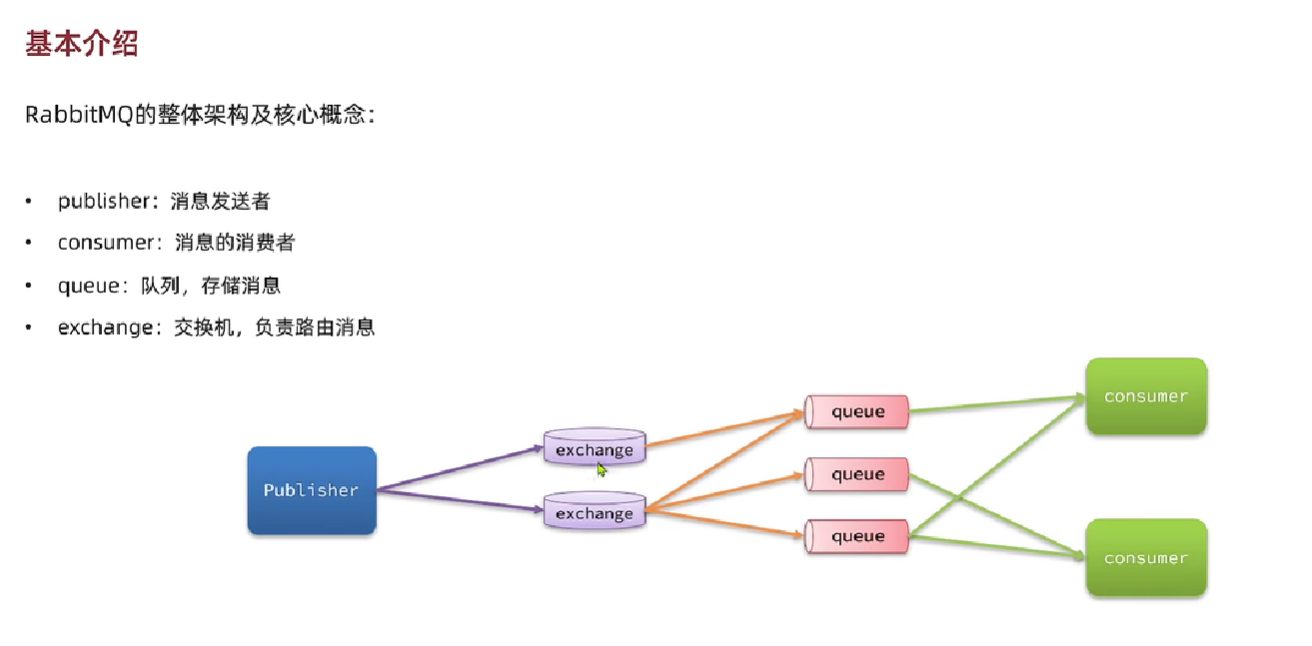 基本介绍
RabbitMQ的整体架构及核心概念：
• publisher：消息发送者
• consumer：消息的消费者
• queue：队列，存储消息
• exchange：交换机，负责路由消息
Publisher
exchange
exchange
queue
queue
queue
consumer
consumer